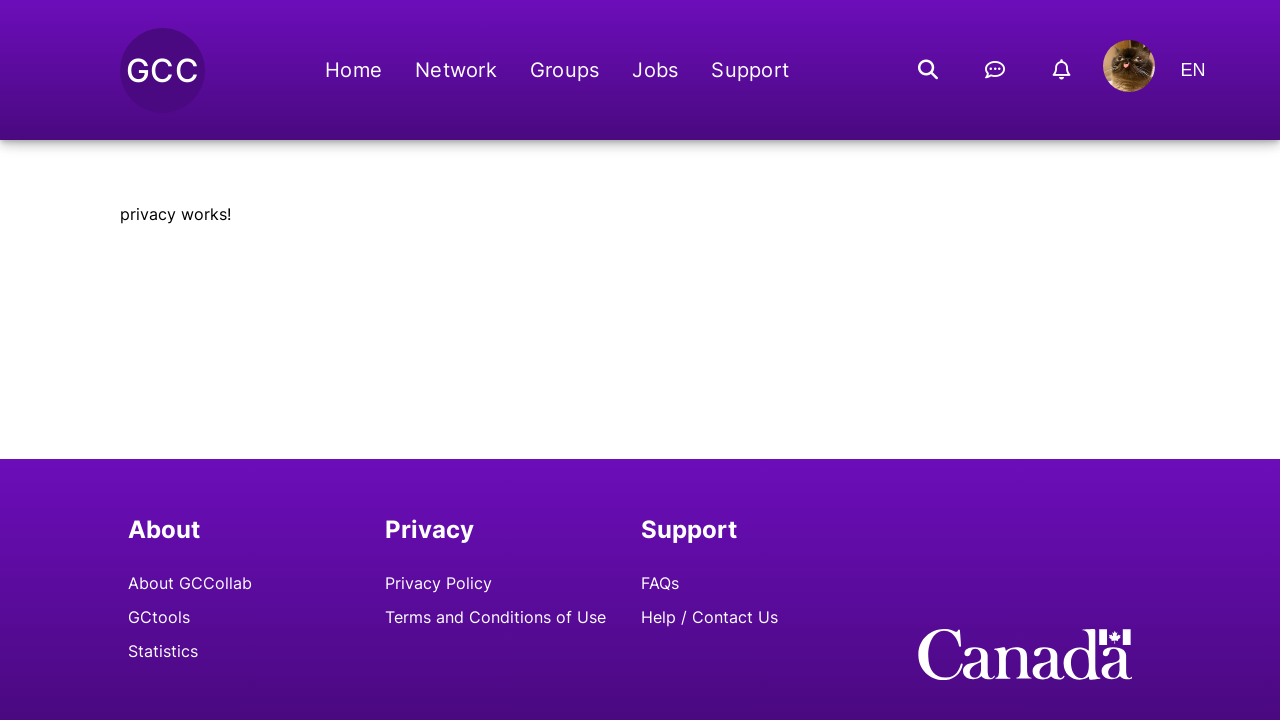 GCC
Home Network Groups Jobs Support EN
privacy works!
About
About GCCollab
GCtools
Statistics
Privacy
Privacy Policy
Terms and Conditions of Use
Support
FAQs
Help / Contact Us
Canada